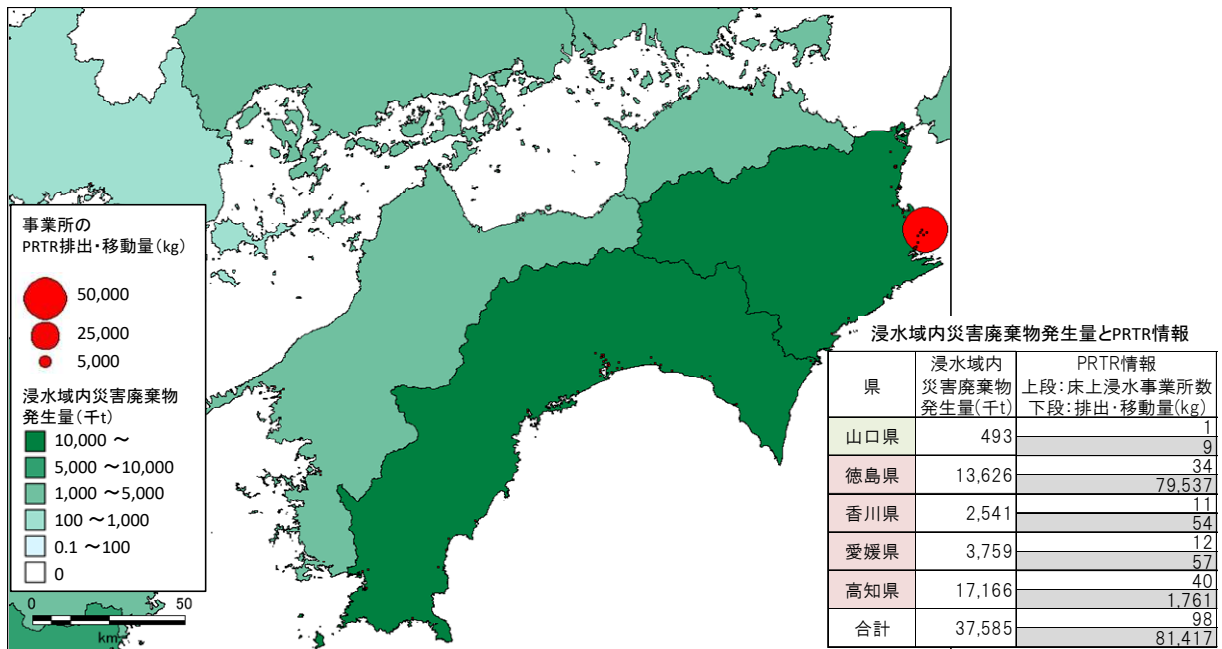 事業所の
PRTR排出・移動量(kg)
50,000
25,000
5,000
浸水域内災害廃棄物
発生量(千t)
10,000 ~
5,000 ~10,000
1,000 ~5,000
100 ~1,000
0.1 ~100
0
0 50
km
浸水域内災害廃棄物発生量とPRTR情報
県 浸水域内災害廃棄物発生量(千t) PRTR情報 上段:床上浸水事業所数 下段:排出・移動量(kg)
山口県 493 1
9
徳島県 13,626 34
79,537
香川県 2,541 11
54
愛媛県 3,759 12
57
高知県 17,166 40
1,761
合計 37,585 98
81,417